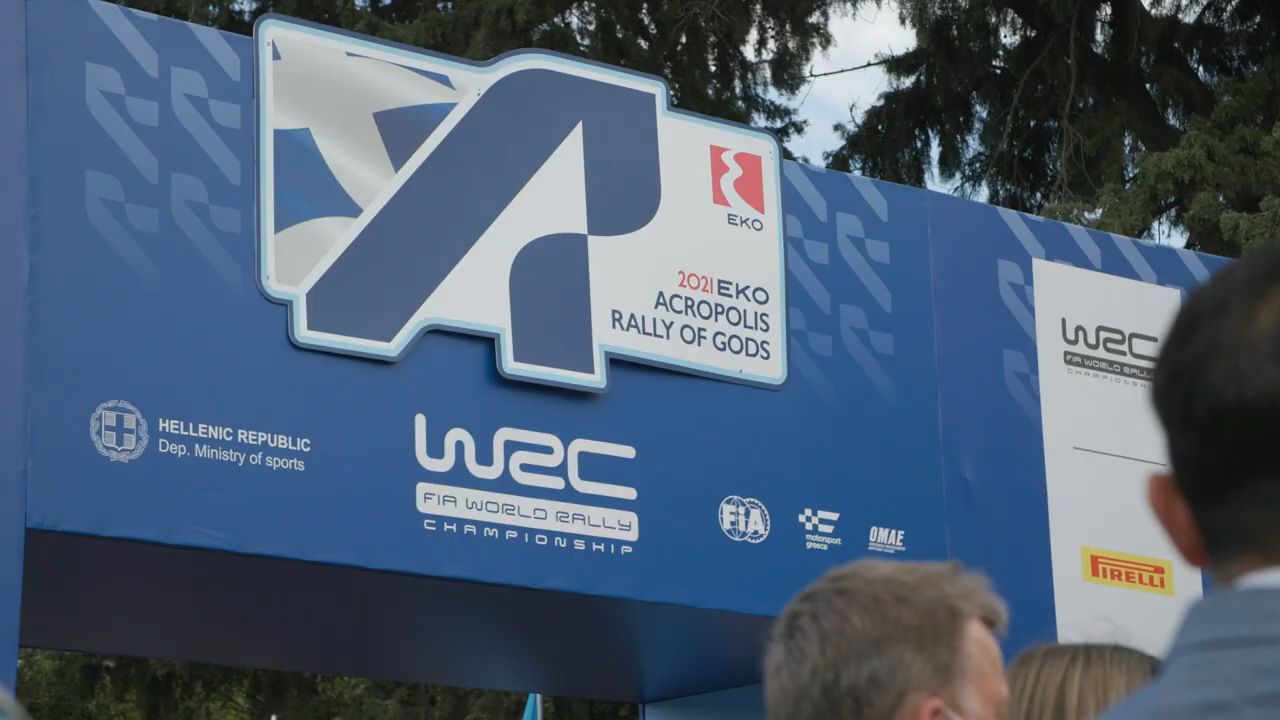 EKO
2021 EKO
ACROPOLIS
RALLY OF GODS
HELLENIC REPUBLIC
Dep. Ministry of sports
WRC
FIA WORLD RALLY
CHAMPIONSHIP
FIA
motorsport
greece
OMAE
WRC
FIA WORLD RALLY
CHAMPIONSHIP
PIRELLI